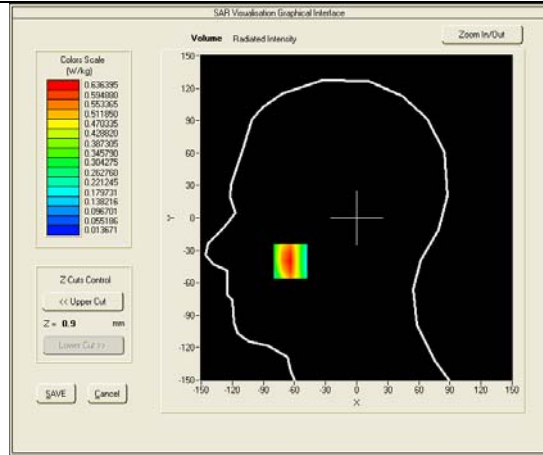 SAR Visualisation Graphical Interface
Volume Radiated Intensity
Zoom In/Out
Colors Scale
(W/kg)
0.636395
0.594880
0.553365
0.511850
0.470335
0.428820
0.387305
0.345790
0.304275
0.262760
0.221245
0.179731
0.138216
0.096701
0.055186
0.013671
Z-Cuts Control
<< Upper Cut
Z = 0.9 mm
Lower Cut >>
SAVE Cancel
150
120
90
60
30
0
-30
-60
-90
-120
-150
Y
-150 -120 -90 -60 -30 0 30 60 90 120 150
X